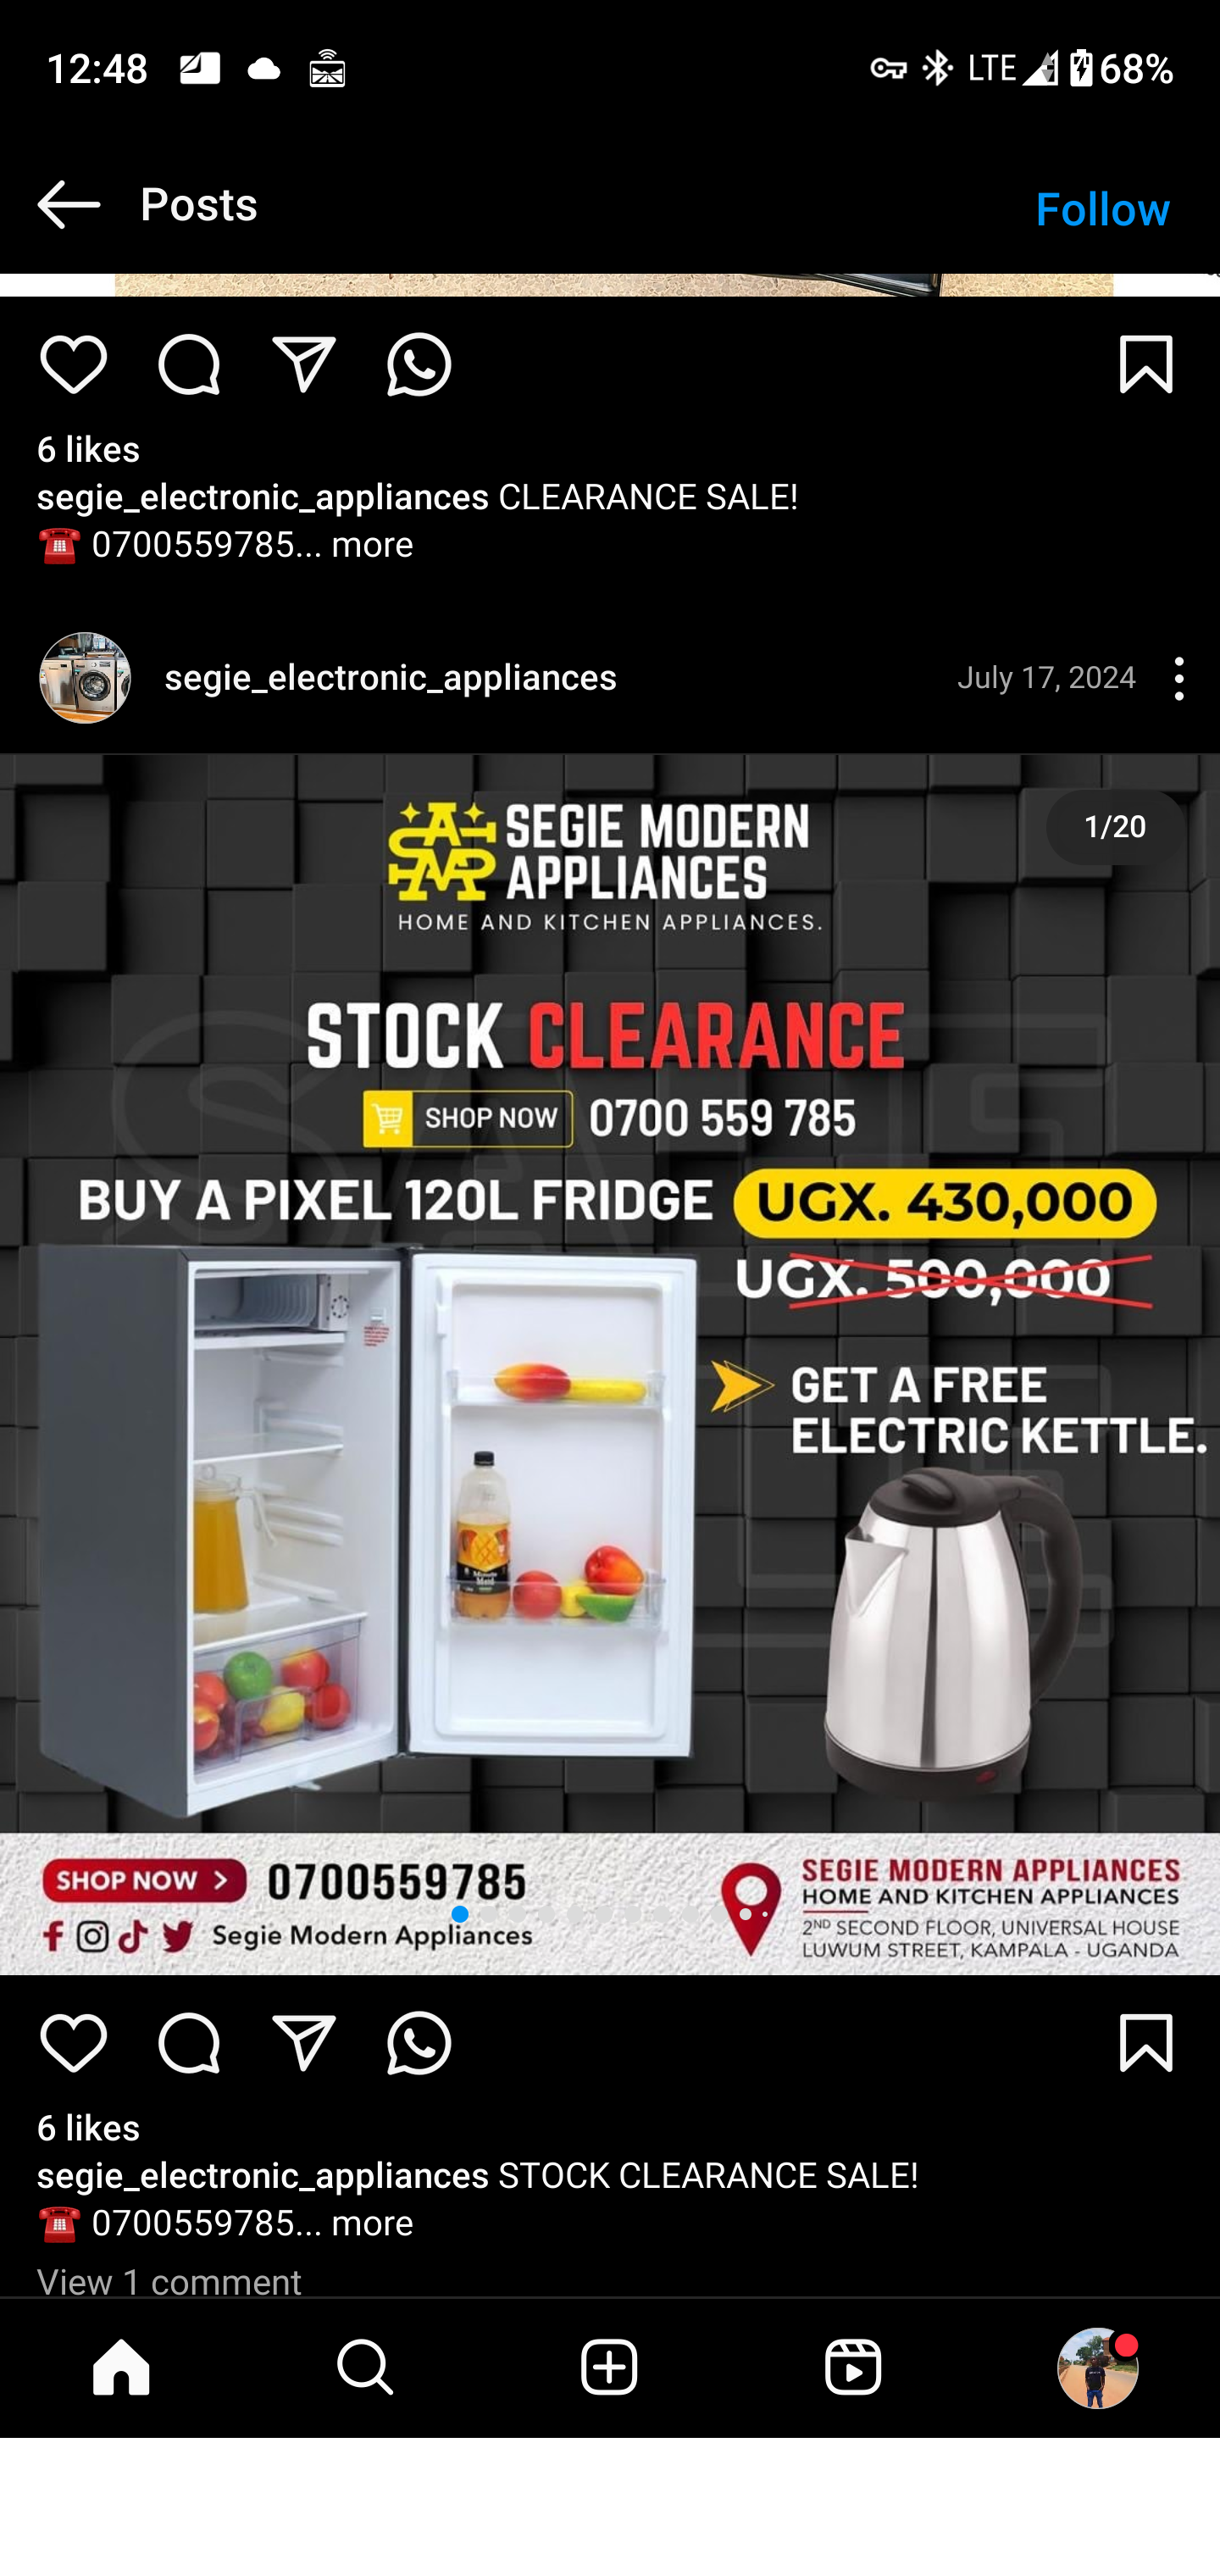 12:48
LTE 68%
Posts
Follow
6 likes
segie_electronic_appliances CLEARANCE SALE!
☎️ 0700559785... more
segie_electronic_appliances
July 17, 2024
1/20
SEGIE MODERN
APPLIANCES
HOME AND KITCHEN APPLIANCES.
STOCK CLEARANCE
SHOP NOW 0700 559 785
BUY A PIXEL 120L FRIDGE UGX. 430,000
UGX. 500,000
GET A FREE
ELECTRIC KETTLE.
Minute
Maid
SHOP NOW > 0700559785
Segie Modern Appliances
SEGIE MODERN APPLIANCES
HOME AND KITCHEN APPLIANCES
2ND SECOND FLOOR, UNIVERSAL HOUSE
LUWUM STREET, KAMPALA - UGANDA
6 likes
segie_electronic_appliances STOCK CLEARANCE SALE!
☎️ 0700559785... more
View 1 comment